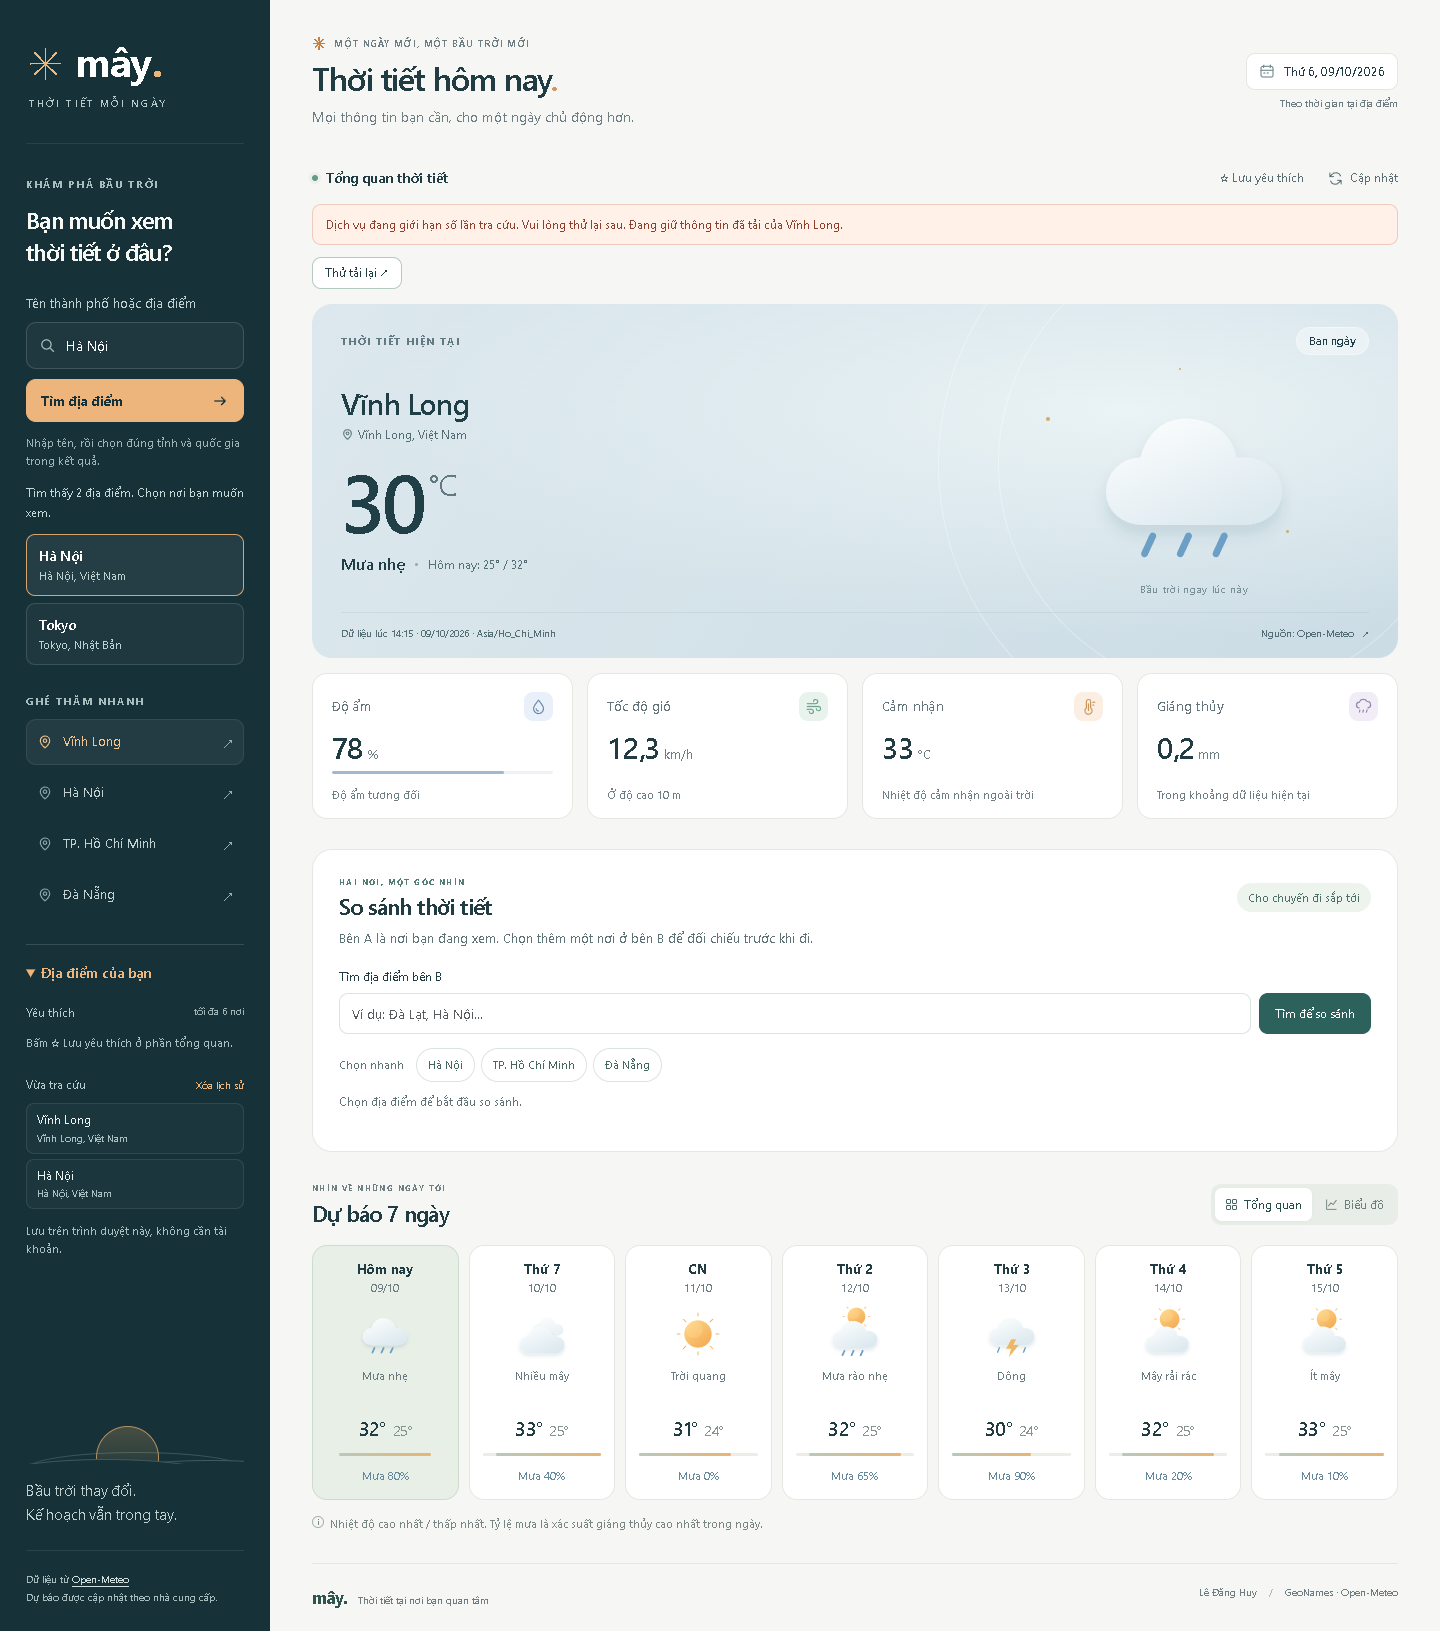 mây.
THỜI TIẾT MỖI NGÀY
KHÁM PHÁ BẦU TRỜI
Bạn muốn xem
thời tiết ở đâu?
Tên thành phố hoặc địa điểm
Hà Nội
Tìm địa điểm →
Nhập tên, rồi chọn đúng tỉnh và quốc gia
trong kết quả.
Tìm thấy 2 địa điểm. Chọn nơi bạn muốn
xem.
Hà Nội
Hà Nội, Việt Nam
Tokyo
Tokyo, Nhật Bản
GHÉ THĂM NHANH
Vĩnh Long ↗
Hà Nội ↗
TP. Hồ Chí Minh ↗
Đà Nẵng ↗
▼ Địa điểm của bạn
Yêu thích tối đa 6 nơi
Bấm ☆ Lưu yêu thích ở phần tổng quan.
Vừa tra cứu Xóa lịch sử
Vĩnh Long
Vĩnh Long, Việt Nam
Hà Nội
Hà Nội, Việt Nam
Lưu trên trình duyệt này, không cần tài
khoản.
Bầu trời thay đổi.
Kế hoạch vẫn trong tay.
Dữ liệu từ Open-Meteo
Dự báo được cập nhật theo nhà cung cấp.
MỘT NGÀY MỚI, MỘT BẦU TRỜI MỚI
Thời tiết hôm nay.
Mọi thông tin bạn cần, cho một ngày chủ động hơn.
Thứ 6, 09/10/2026
Theo thời gian tại địa điểm
Tổng quan thời tiết
☆ Lưu yêu thích Cập nhật
Dịch vụ đang giới hạn số lần tra cứu. Vui lòng thử lại sau. Đang giữ thông tin đã tải của Vĩnh Long.
Thử tải lại ↗
THỜI TIẾT HIỆN TẠI
Ban ngày
Vĩnh Long
Vĩnh Long, Việt Nam
30°C
Mưa nhẹ • Hôm nay: 25° / 32°
Bầu trời ngay lúc này
Dữ liệu lúc 14:15 · 09/10/2026 · Asia/Ho_Chi_Minh
Nguồn: Open-Meteo ↗
Độ ẩm
78 %
Độ ẩm tương đối
Tốc độ gió
12,3 km/h
Ở độ cao 10 m
Cảm nhận
33 °C
Nhiệt độ cảm nhận ngoài trời
Giáng thủy
0,2 mm
Trong khoảng dữ liệu hiện tại
HAI NƠI, MỘT GÓC NHÌN
So sánh thời tiết
Cho chuyến đi sắp tới
Bên A là nơi bạn đang xem. Chọn thêm một nơi ở bên B để đối chiếu trước khi đi.
Tìm địa điểm bên B
Ví dụ: Đà Lạt, Hà Nội...
Tìm để so sánh
Chọn nhanh Hà Nội TP. Hồ Chí Minh Đà Nẵng
Chọn địa điểm để bắt đầu so sánh.
NHÌN VỀ NHỮNG NGÀY TỚI
Dự báo 7 ngày
Tổng quan Biểu đồ
Hôm nay
09/10
Mưa nhẹ
32° 25°
Mưa 80%
Thứ 7
10/10
Nhiều mây
33° 25°
Mưa 40%
CN
11/10
Trời quang
31° 24°
Mưa 0%
Thứ 2
12/10
Mưa rào nhẹ
32° 25°
Mưa 65%
Thứ 3
13/10
Dông
30° 24°
Mưa 90%
Thứ 4
14/10
Mây rải rác
32° 25°
Mưa 20%
Thứ 5
15/10
Ít mây
33° 25°
Mưa 10%
Nhiệt độ cao nhất / thấp nhất. Tỷ lệ mưa là xác suất giáng thủy cao nhất trong ngày.
mây. Thời tiết tại nơi bạn quan tâm
Lê Đăng Huy / GeoNames · Open-Meteo